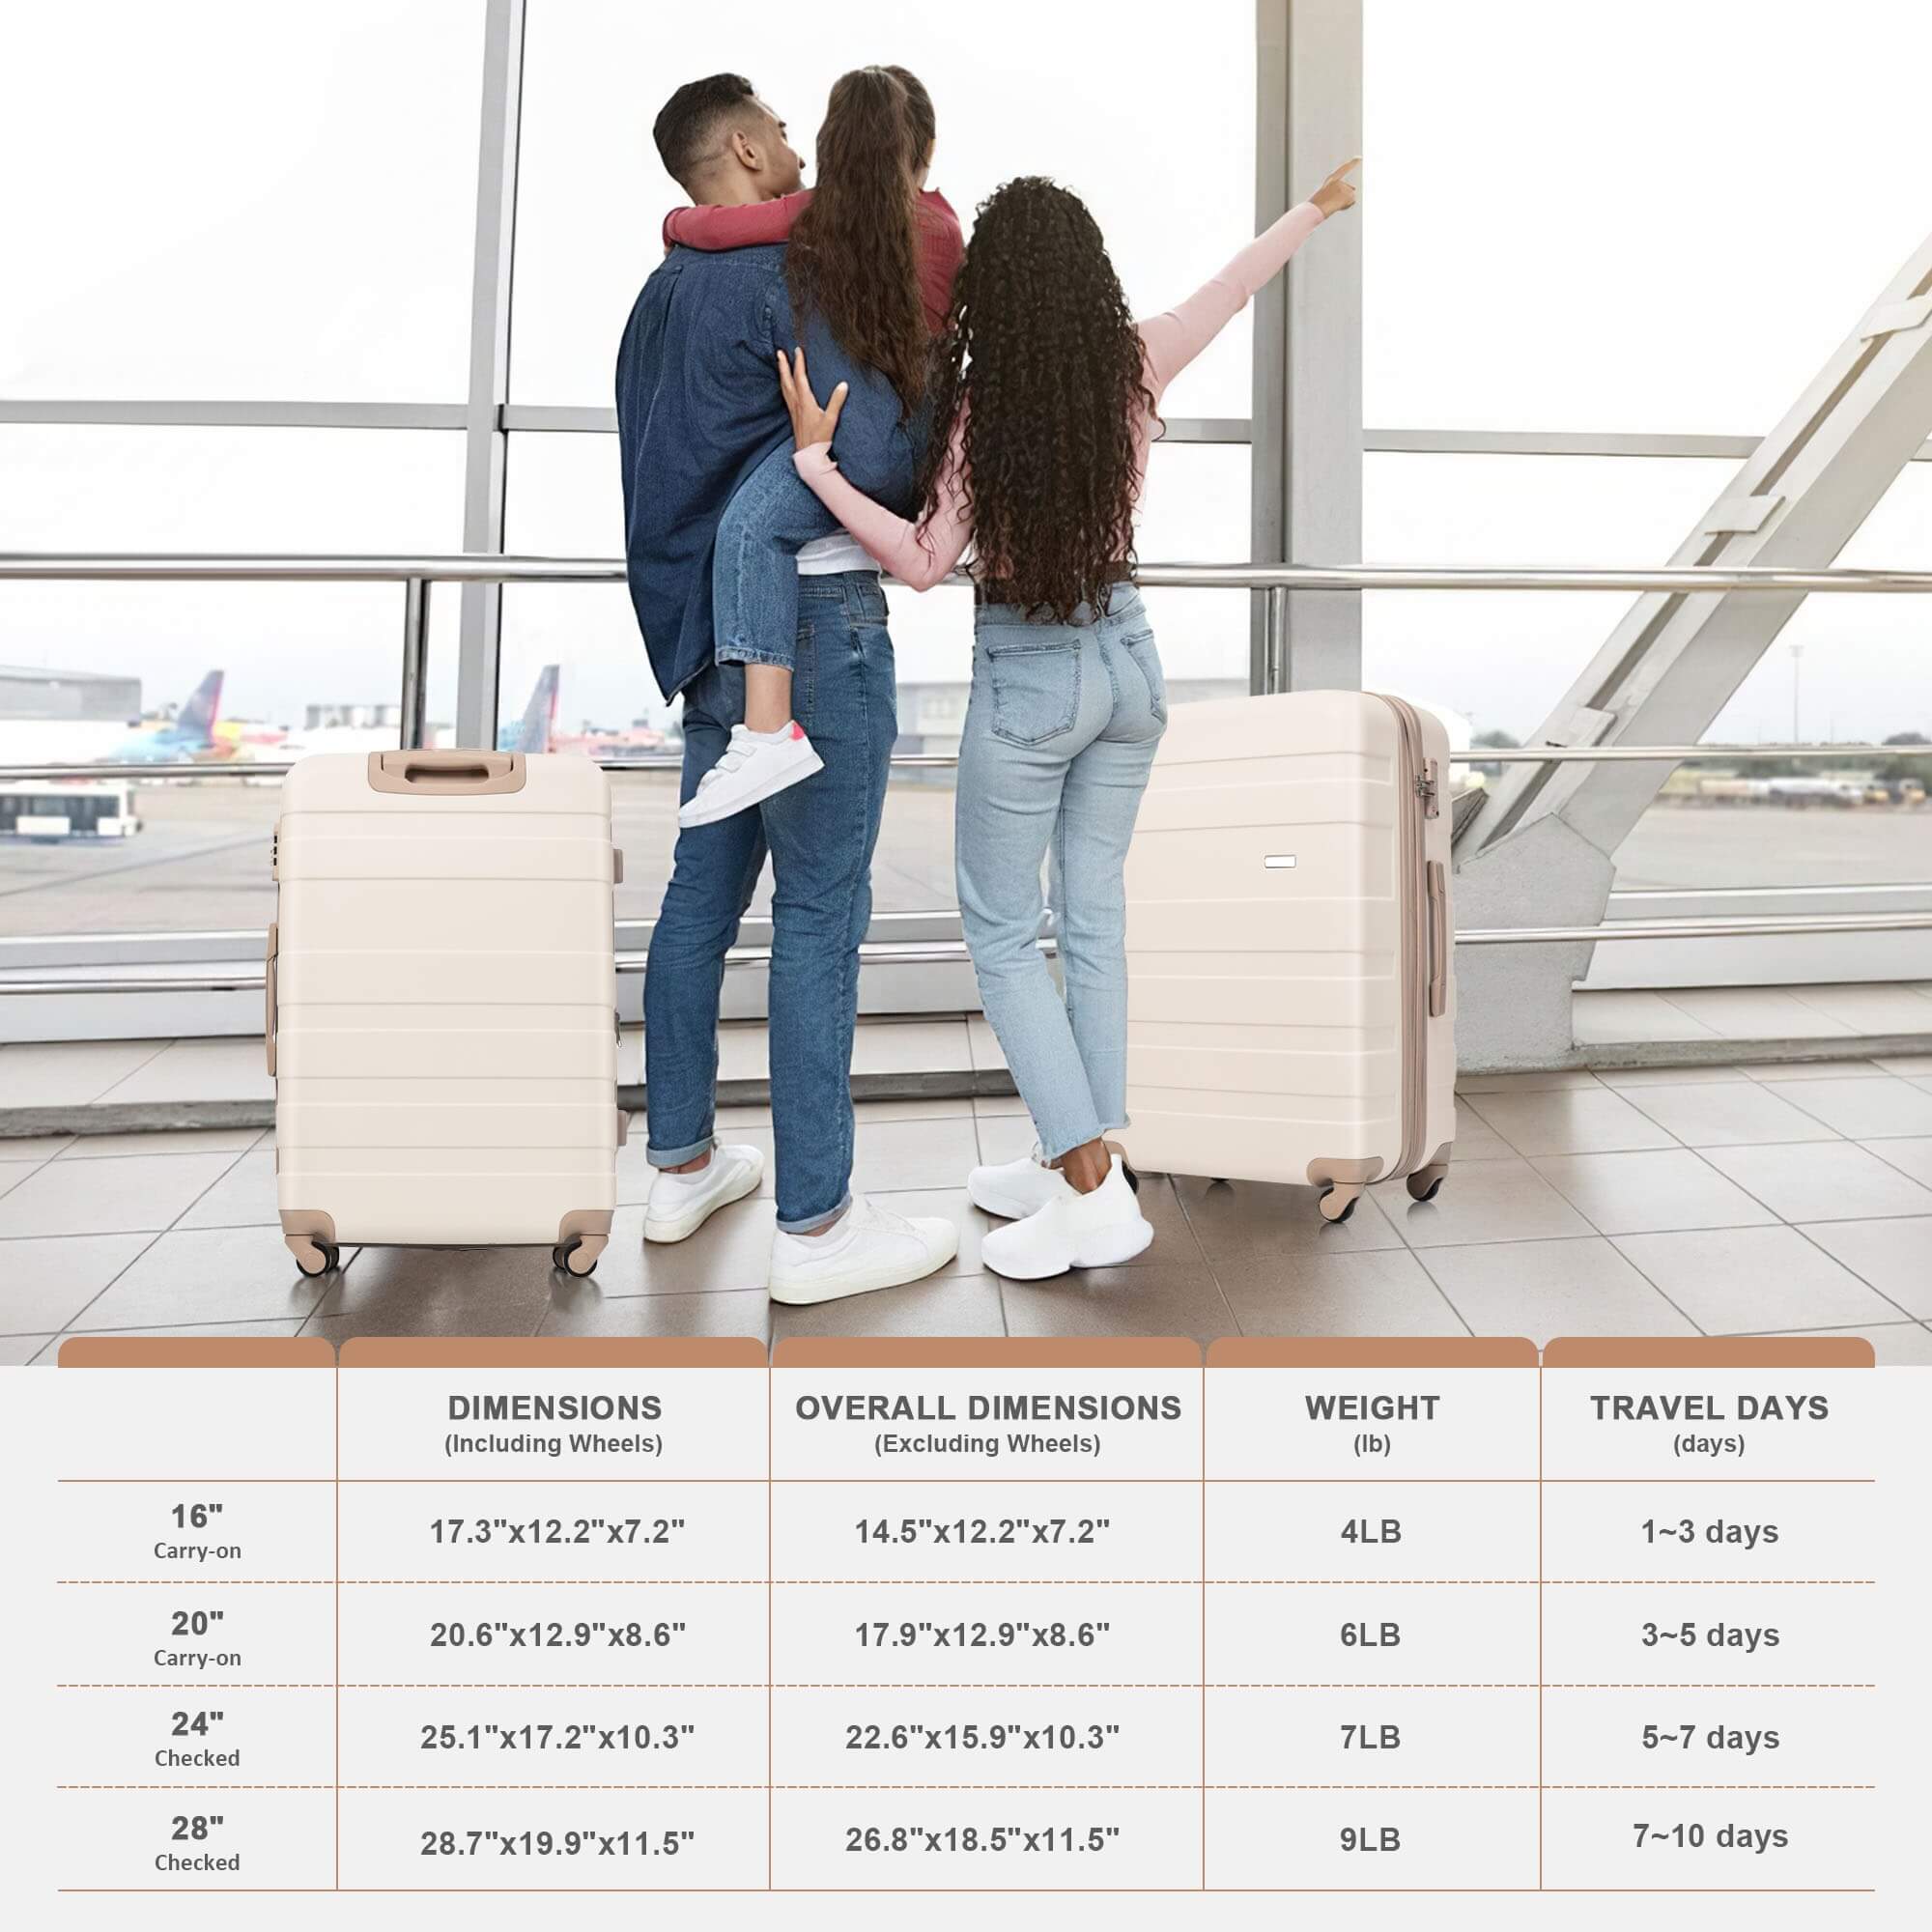 DIMENSIONS
(Including Wheels)
OVERALL DIMENSIONS
(Excluding Wheels)
WEIGHT
(lb)
TRAVEL DAYS
(days)
16"
Carry-on
17.3"x12.2"x7.2"
14.5"x12.2"x7.2"
4LB
1~3 days
20"
Carry-on
20.6"x12.9"x8.6"
17.9"x12.9"x8.6"
6LB
3~5 days
24"
Checked
25.1"x17.2"x10.3"
22.6"x15.9"x10.3"
7LB
5~7 days
28"
Checked
28.7"x19.9"x11.5"
26.8"x18.5"x11.5"
9LB
7~10 days